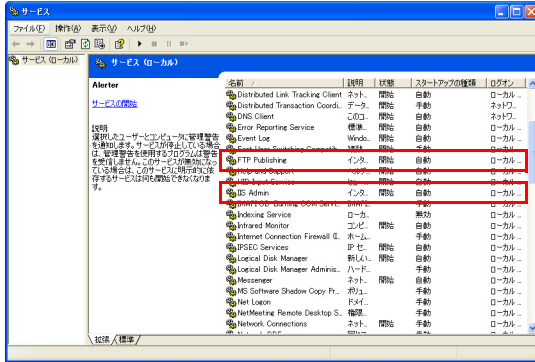 サービス
ファイル(F) 操作(A) 表示(V) ヘルプ(H)
サービス (ローカル)
サービス (ローカル)
Alerter
サービスの開始
説明
選択したユーザーとコンピュータに管理警告
を通知します。サービスが停止している場合
は、管理警告を使用するプログラムは警告
を受信しません。このサービスが無効になっ
ている場合は、このサービスに明示的に依
存するサービスは何も開始できなくなりま
す。
名前 説明 状態 スタートアップの種類 ログオン
Distributed Link Tracking Client ネット... 開始 自動 ローカル ...
Distributed Transaction Coordi... データ... 開始 手動 ネットワ...
DNS Client このコ... 開始 自動 ネットワ...
Error Reporting Service 標準... 開始 自動 ローカル ...
Event Log Windo... 開始 自動 ローカル ...
FTP Publishing インタ... 開始 自動 ローカル ...
Help and Support ヘルプ... 開始 自動 ローカル ...
IIS Admin インタ... 開始 自動 ローカル ...
Indexing Service ローカ... 無効 ローカル ...
Infrared Monitor コンピ... 開始 自動 ローカル ...
Internet Connection Firewall (I... ホーム... 手動 ローカル ...
IPSEC Services IP セ... 開始 自動 ローカル ...
Logical Disk Manager 新しい... 開始 自動 ローカル ...
Logical Disk Manager Adminis... ハード... 手動 ローカル ...
Messenger ネット... 開始 自動 ローカル ...
MS Software Shadow Copy Pr... ボリュ... 手動 ローカル ...
Net Logon ドメイ... 手動 ローカル ...
NetMeeting Remote Desktop S... 権限... 手動 ローカル ...
Network Connections ネット... 開始 手動 ローカル ...
拡張 標準